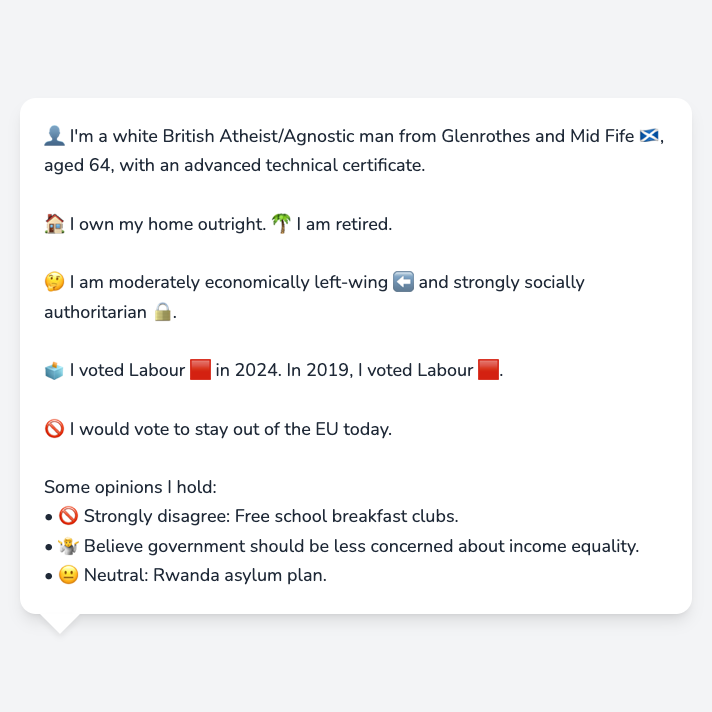 👤 I'm a white British Atheist/Agnostic man from Glenrothes and Mid Fife 🏴󠁧󠁢󠁳󠁣󠁴󠁿,
aged 64, with an advanced technical certificate.
🏠 I own my home outright. 🌴 I am retired.
🤔 I am moderately economically left-wing ⬅️ and strongly socially
authoritarian 🔒.
🗳️ I voted Labour 🟥 in 2024. In 2019, I voted Labour 🟥.
🚫 I would vote to stay out of the EU today.
Some opinions I hold:
• 🚫 Strongly disagree: Free school breakfast clubs.
• 🤷 Believe government should be less concerned about income equality.
• 😐 Neutral: Rwanda asylum plan.